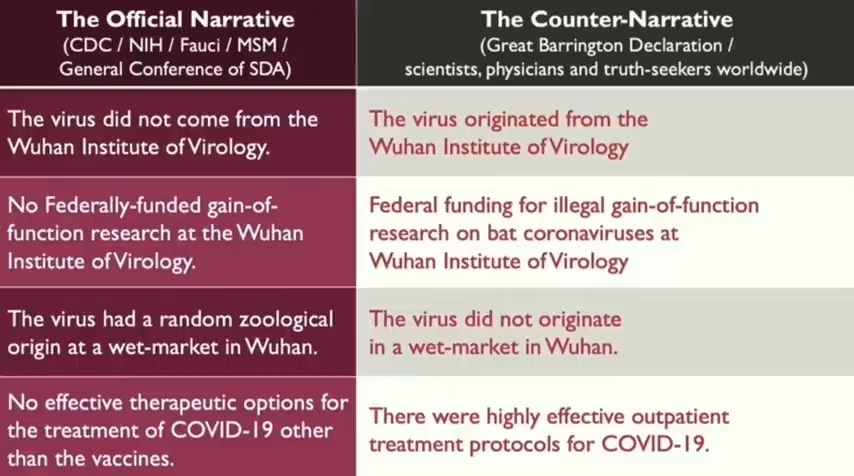 The Official Narrative
(CDC / NIH / Fauci / MSM /
General Conference of SDA)
The Counter-Narrative
(Great Barrington Declaration /
scientists, physicians and truth-seekers worldwide)
The virus did not come from the
Wuhan Institute of Virology.
The virus originated from the
Wuhan Institute of Virology
No Federally-funded gain-of-
function research at the Wuhan
Institute of Virology.
Federal funding for illegal gain-of-function
research on bat coronaviruses at
Wuhan Institute of Virology
The virus had a random zoological
origin at a wet-market in Wuhan.
The virus did not originate
in a wet-market in Wuhan.
No effective therapeutic options for
the treatment of COVID-19 other
than the vaccines.
There were highly effective outpatient
treatment protocols for COVID-19.